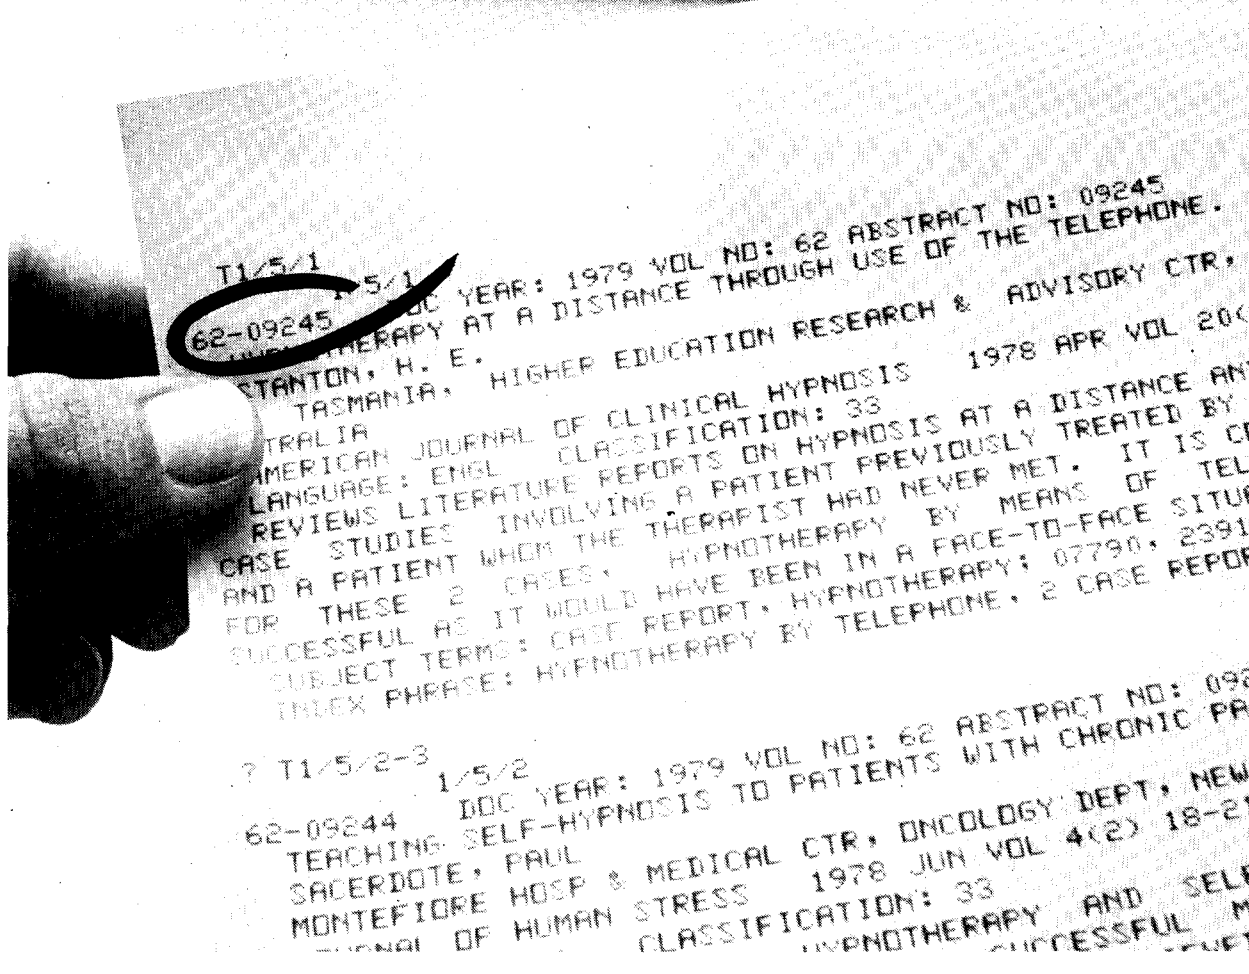 T1/5/1
1/5/1
62-09245 DOC YEAR: 1979 VOL NO: 62 ABSTRACT NO: 09245
HYPNOTHERAPY AT A DISTANCE THROUGH USE OF THE TELEPHONE.
STANTON, H. E.
TASMANIA, HIGHER EDUCATION RESEARCH & ADVISORY CTR,
TRALIA
AMERICAN JOURNAL OF CLINICAL HYPNOSIS 1978 APR VOL 20(
LANGUAGE: ENGL CLASSIFICATION: 33
REVIEWS LITERATURE REPORTS ON HYPNOSIS AT A DISTANCE AN
CASE STUDIES INVOLVING A PATIENT PREVIOUSLY TREATED BY
AND A PATIENT WHOM THE THERAPIST HAD NEVER MET. IT IS C
FOR THESE 2 CASES, HYPNOTHERAPY BY MEANS OF TEL
SUCCESSFUL AS IT WOULD HAVE BEEN IN A FACE-TO-FACE SITU
SUBJECT TERMS: CASE REPORT, HYPNOTHERAPY; 07790, 2391
INDEX PHRASE: HYPNOTHERAPY BY TELEPHONE, 2 CASE REPOR
? T1/5/2-3
1/5/2
62-09244 DOC YEAR: 1979 VOL NO: 62 ABSTRACT NO: 092
TEACHING SELF-HYPNOSIS TO PATIENTS WITH CHRONIC PA
SACERDOTE, PAUL
MONTEFIORE HOSP & MEDICAL CTR, ONCOLOGY DEPT, NEW
JOURNAL OF HUMAN STRESS 1978 JUN VOL 4(2) 18-2
CLASSIFICATION: 33
HYPNOTHERAPY AND SELF
SUCCESSFUL M